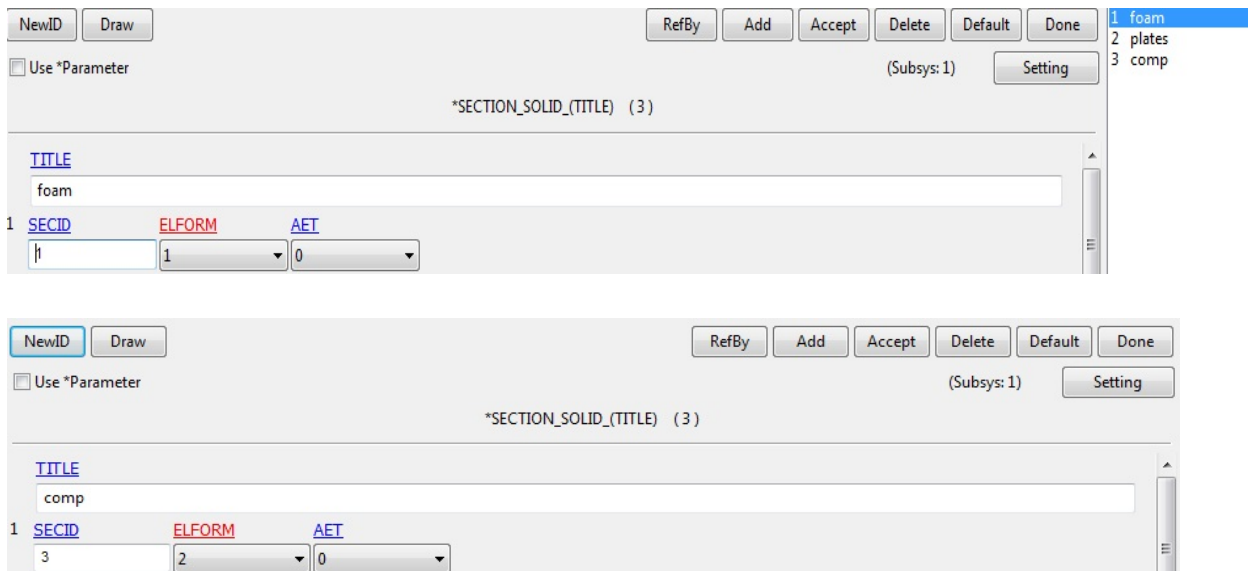 NewID Draw RefBy Add Accept Delete Default Done
1 foam
2 plates
3 comp
Use *Parameter (Subsys: 1) Setting
*SECTION_SOLID_(TITLE) (3)
TITLE
foam
1 SECID ELFORM AET
1 1 0
NewID Draw RefBy Add Accept Delete Default Done
Use *Parameter (Subsys: 1) Setting
*SECTION_SOLID_(TITLE) (3)
TITLE
comp
1 SECID ELFORM AET
3 2 0